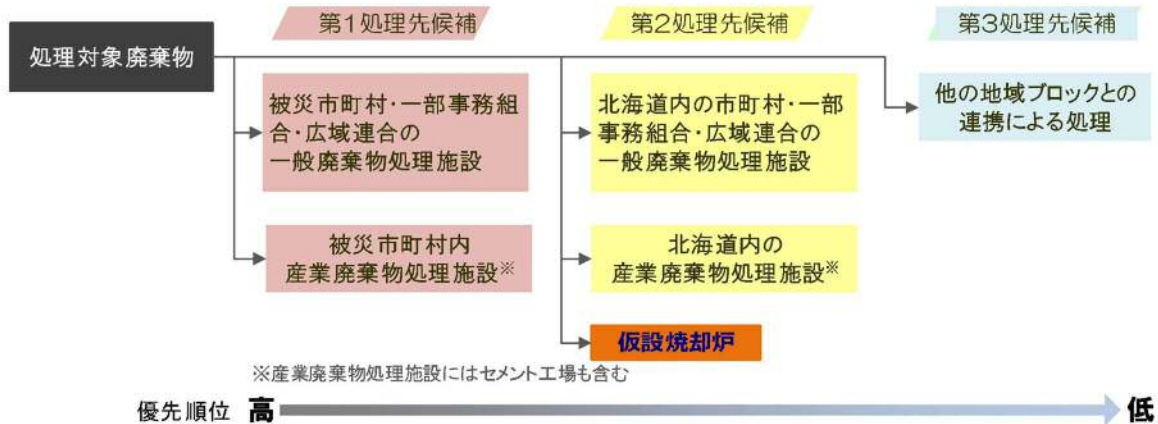 第1処理先候補
第2処理先候補
第3処理先候補
処理対象廃棄物
被災市町村・一部事務組
合・広域連合の
一般廃棄物処理施設
北海道内の市町村・一部
事務組合・広域連合の
一般廃棄物処理施設
他の地域ブロックとの
連携による処理
被災市町村内
産業廃棄物処理施設※
北海道内の
産業廃棄物処理施設※
仮設焼却炉
※産業廃棄物処理施設にはセメント工場も含む
優先順位 高 低